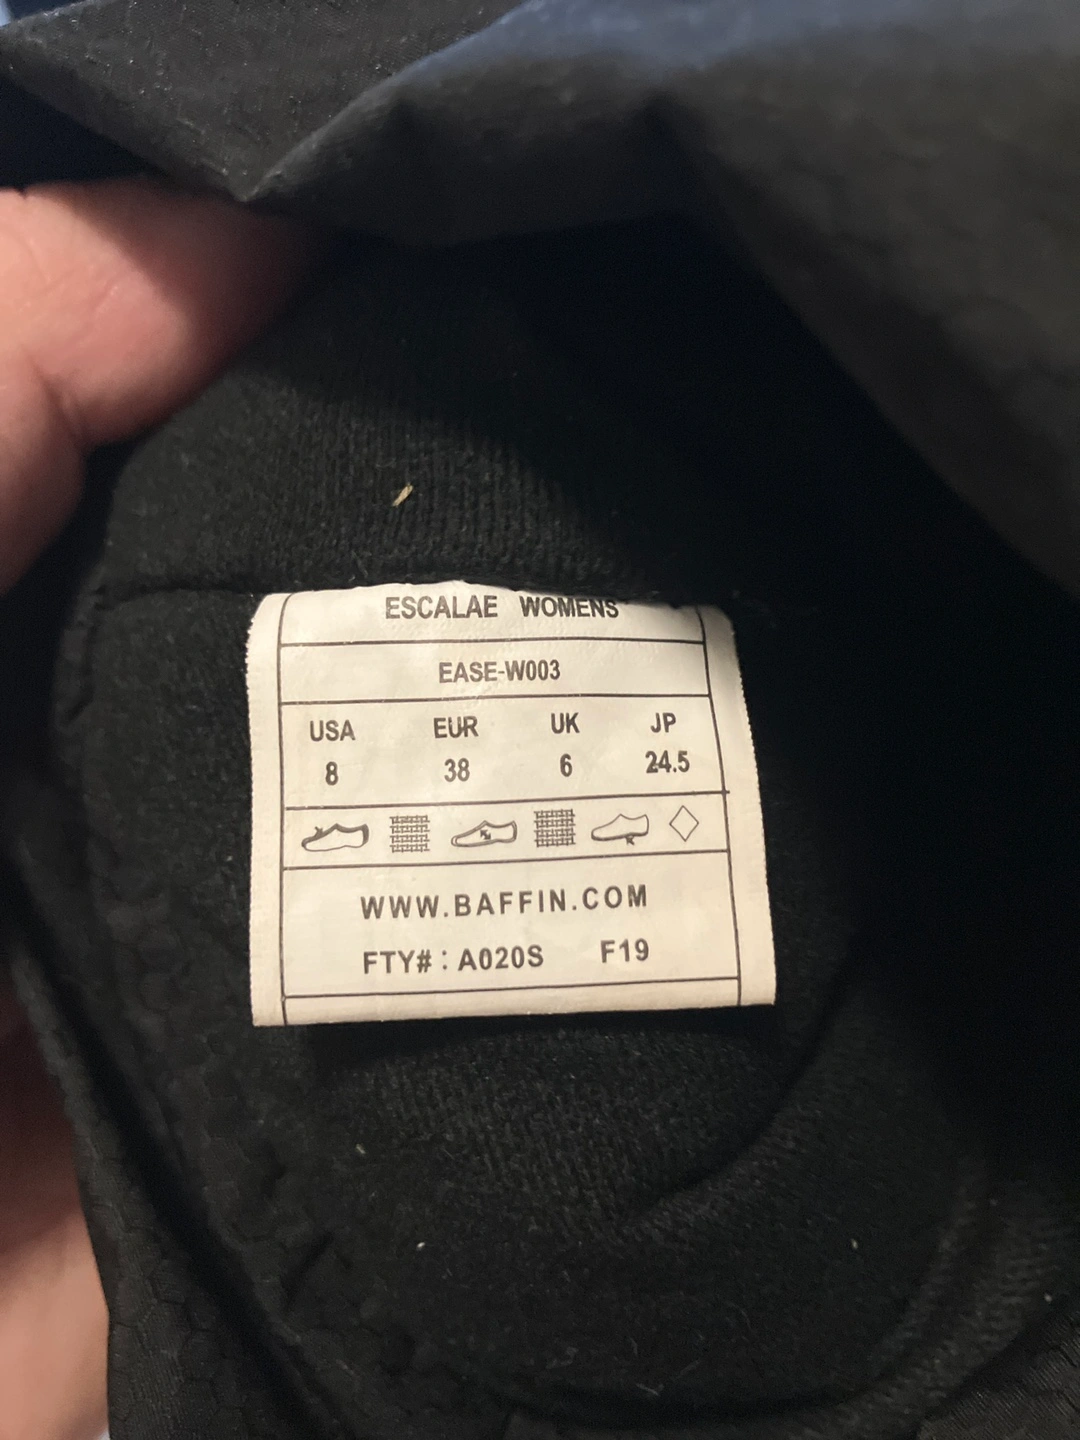 ESCALAE WOMENS
EASE-W003
USA EUR UK JP
8 38 6 24.5
WWW.BAFFIN.COM
FTY# : A020S F19